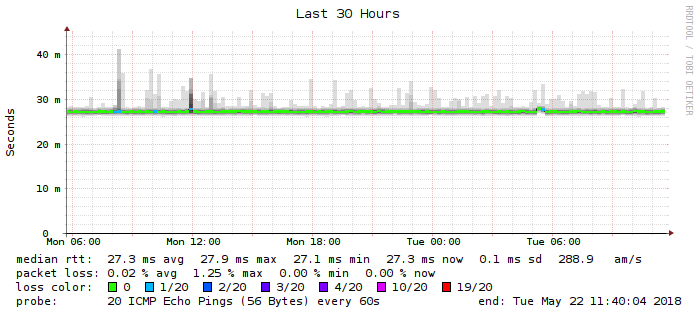 Last 30 Hours
RRDTOOL / TOBI OETIKER
Seconds
40 m
30 m
20 m
10 m
0
Mon 06:00 Mon 12:00 Mon 18:00 Tue 00:00 Tue 06:00
median rtt: 27.3 ms avg 27.9 ms max 27.1 ms min 27.3 ms now 0.1 ms sd 288.9 am/s
packet loss: 0.02 % avg 1.25 % max 0.00 % min 0.00 % now
loss color: 0 1/20 2/20 3/20 4/20 10/20 19/20
probe: 20 ICMP Echo Pings (56 Bytes) every 60s end: Tue May 22 11:40:04 2018